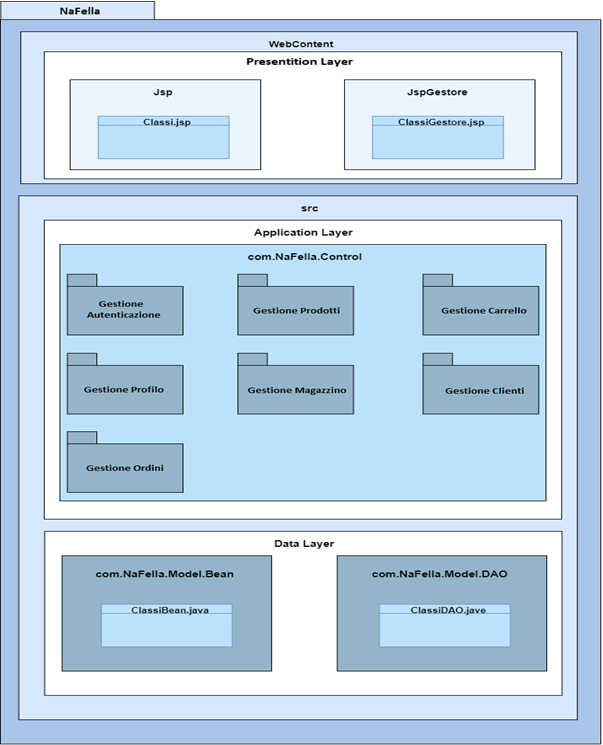 NaFella
WebContent
Presentition Layer
Jsp
JspGestore
Classi.jsp
ClassiGestore.jsp
src
Application Layer
com.NaFella.Control
Gestione
Autenticazione
Gestione Prodotti
Gestione Carrello
Gestione Profilo
Gestione Magazzino
Gestione Clienti
Gestione Ordini
Data Layer
com.NaFella.Model.Bean
com.NaFella.Model.DAO
ClassiBean.java
ClassiDAO.jave